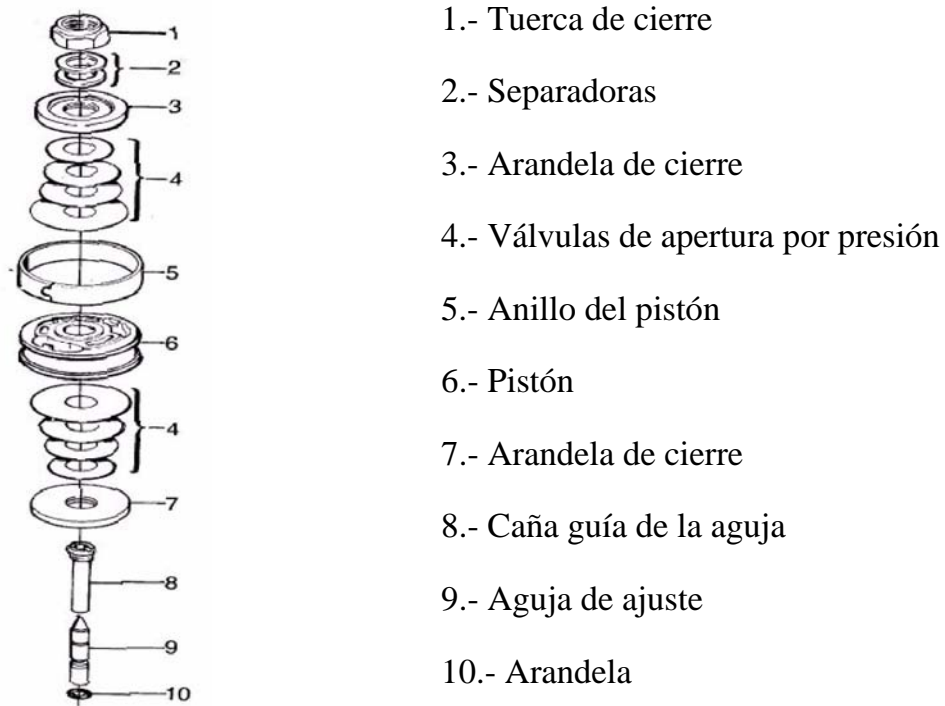 1
2
3
4
5
6
4
7
8
9
10
1.- Tuerca de cierre
2.- Separadoras
3.- Arandela de cierre
4.- Válvulas de apertura por presión
5.- Anillo del pistón
6.- Pistón
7.- Arandela de cierre
8.- Caña guía de la aguja
9.- Aguja de ajuste
10.- Arandela